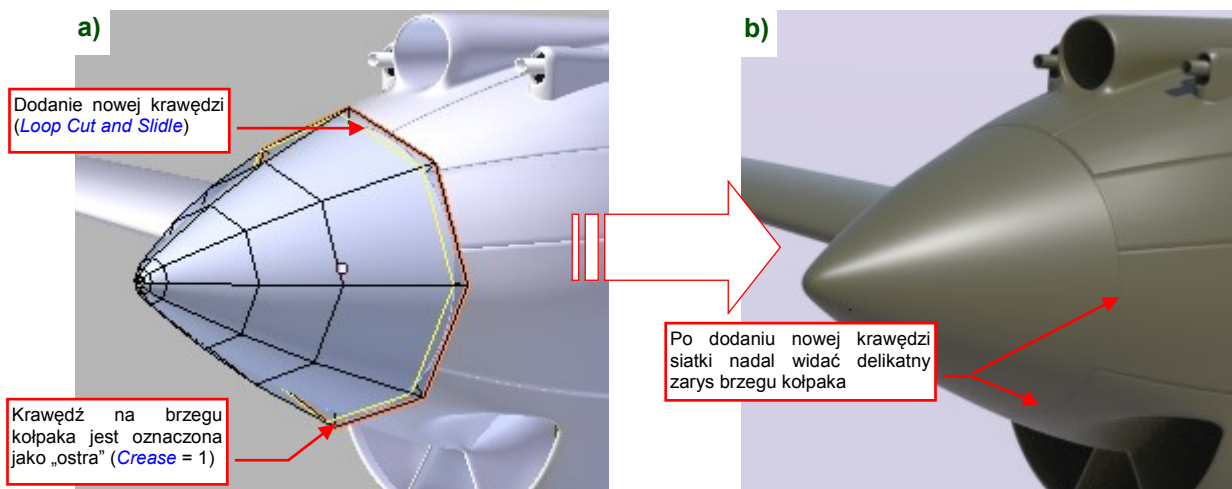 a)
Dodanie nowej krawędzi
(Loop Cut and Slidle)
Krawędź na brzegu
kołpaka jest oznaczona
jako „ostra” (Crease = 1)
b)
Po dodaniu nowej krawędzi
siatki nadal widać delikatny
zarys brzegu kołpaka